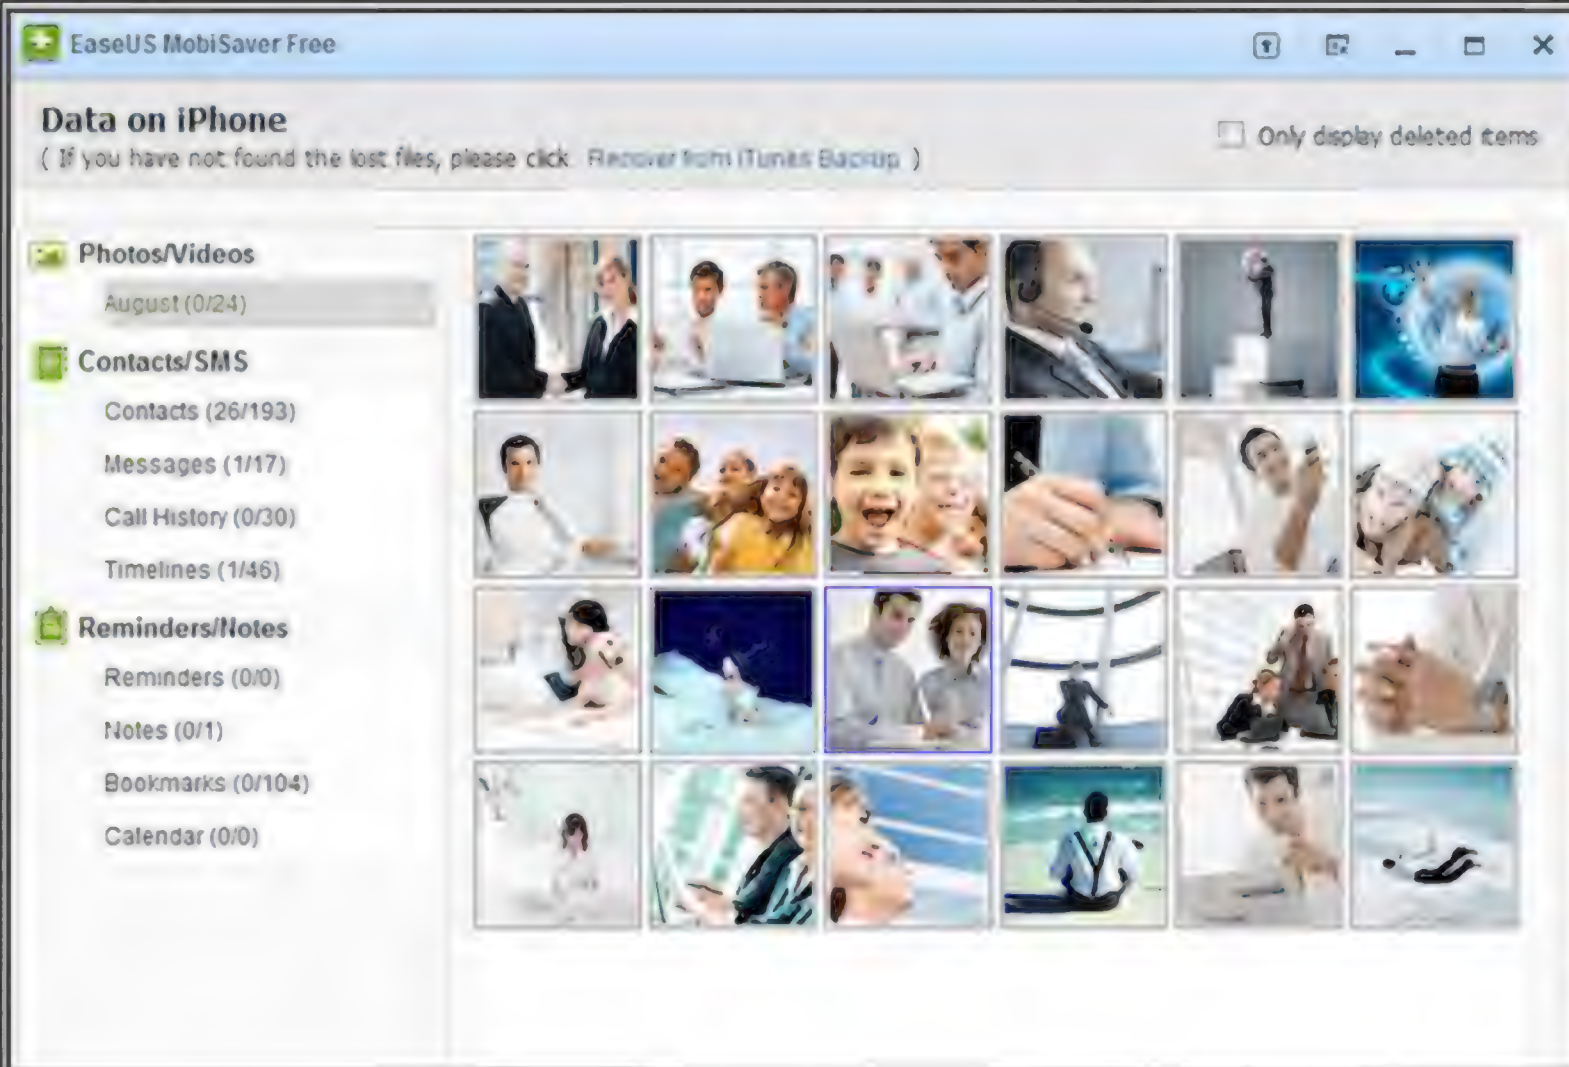 EaseUS MobiSaver Free
Data on iPhone
Only display deleted items
( If you have not found the lost files, please click Recover from iTunes Backup )
Photos/Videos
August (0/24)
Contacts/SMS
Contacts (26/193)
Messages (1/17)
Call History (0/30)
Timelines (1/46)
Reminders/Notes
Reminders (0/0)
Notes (0/1)
Bookmarks (0/104)
Calendar (0/0)